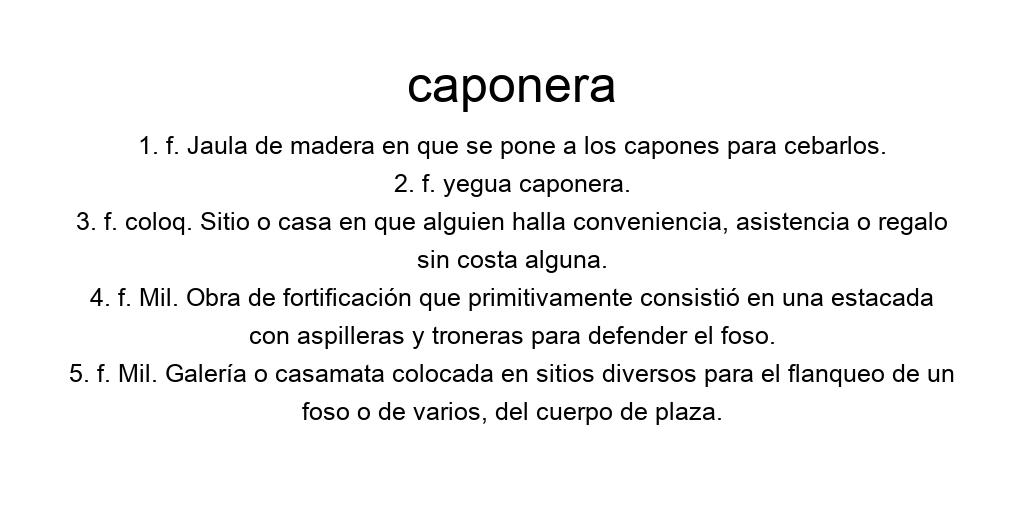 caponera
1. f. Jaula de madera en que se pone a los capones para cebarlos.
2. f. yegua caponera.
3. f. coloq. Sitio o casa en que alguien halla conveniencia, asistencia o regalo
sin costa alguna.
4. f. Mil. Obra de fortificación que primitivamente consistió en una estacada
con aspilleras y troneras para defender el foso.
5. f. Mil. Galería o casamata colocada en sitios diversos para el flanqueo de un
foso o de varios, del cuerpo de plaza.